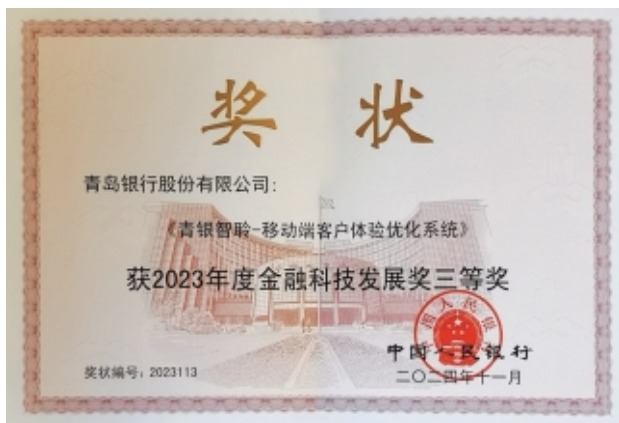 奖状
青岛银行股份有限公司：
《青银智聆-移动端客户体验优化系统》
获2023年度金融科技发展奖三等奖
中国人民银行
奖状编号：2023113
二〇二四年十一月